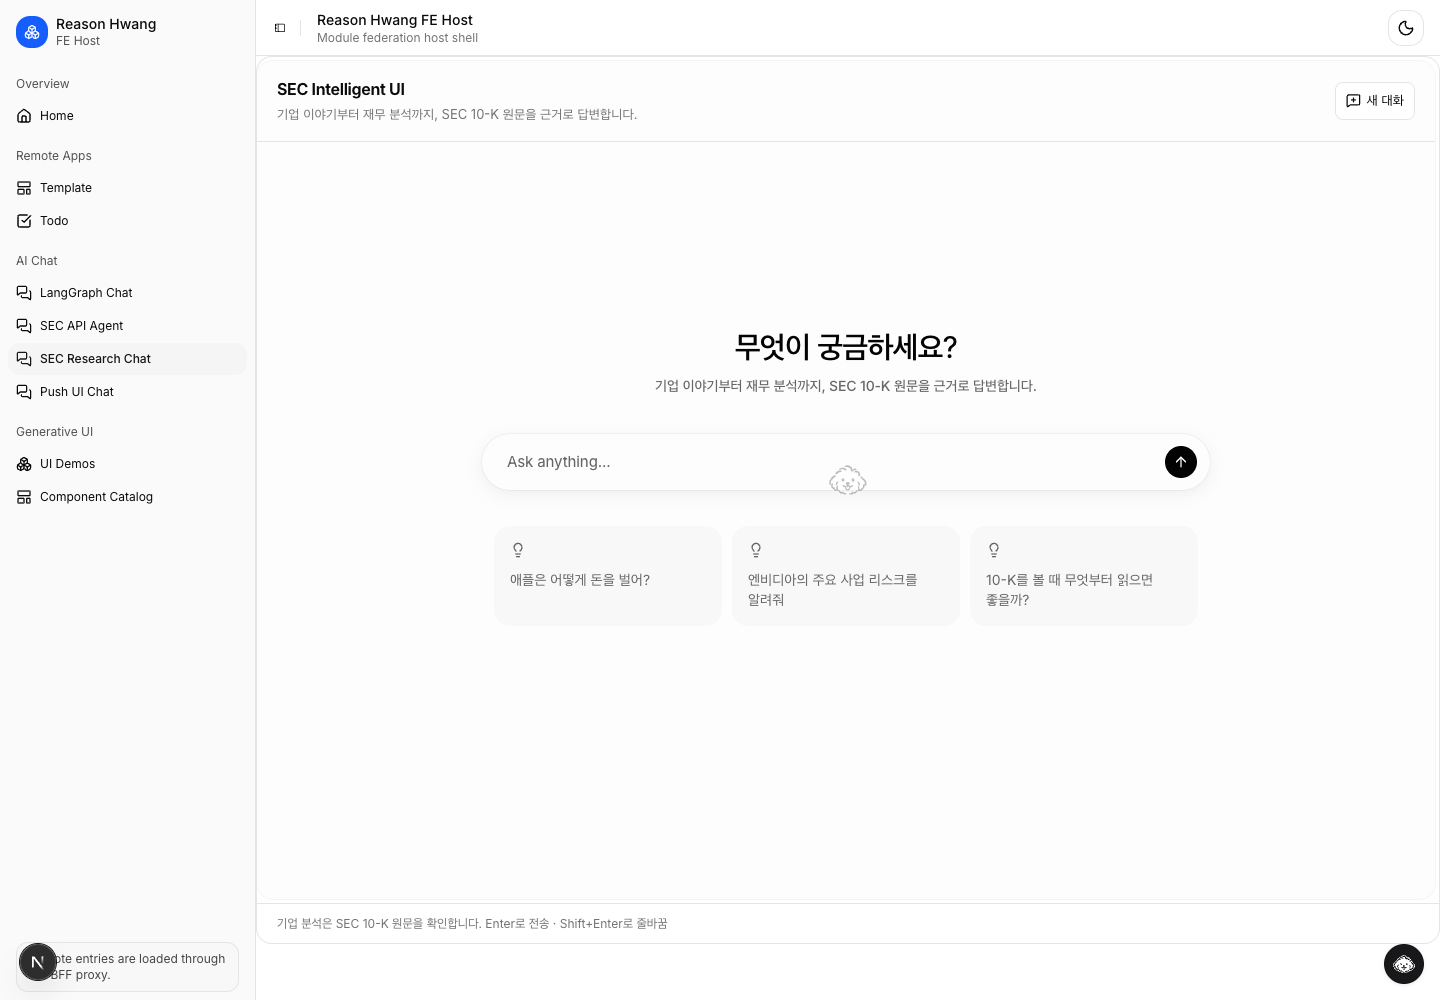 Reason Hwang
FE Host
Overview
Home
Remote Apps
Template
Todo
AI Chat
LangGraph Chat
SEC API Agent
SEC Research Chat
Push UI Chat
Generative UI
UI Demos
Component Catalog
entries are loaded through
BFF proxy.
N
Reason Hwang FE Host
Module federation host shell
SEC Intelligent UI
기업 이야기부터 재무 분석까지, SEC 10-K 원문을 근거로 답변합니다.
새 대화
무엇이 궁금하세요?
기업 이야기부터 재무 분석까지, SEC 10-K 원문을 근거로 답변합니다.
Ask anything...
애플은 어떻게 돈을 벌어?
엔비디아의 주요 사업 리스크를
알려줘
10-K를 볼 때 무엇부터 읽으면
좋을까?
기업 분석은 SEC 10-K 원문을 확인합니다. Enter로 전송 · Shift+Enter로 줄바꿈